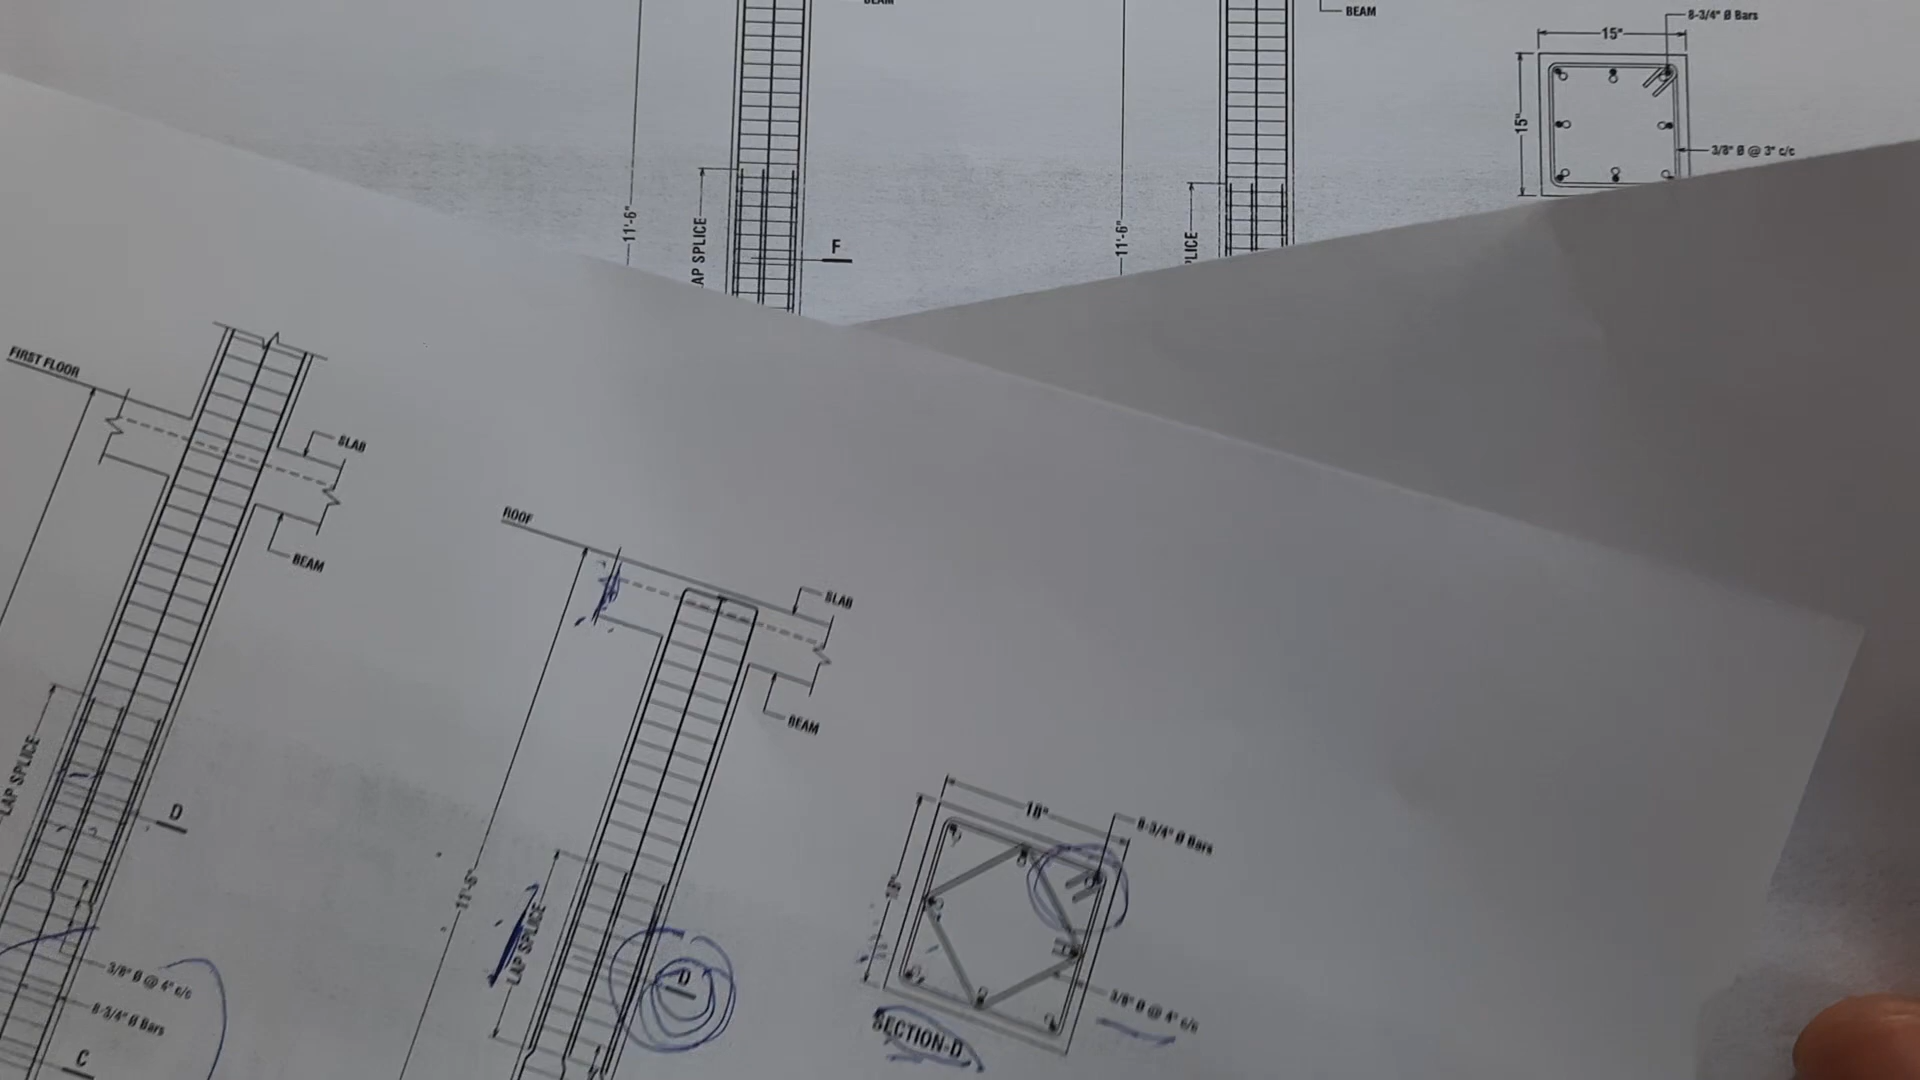 BEAM
BEAM
8-3/4" Ø Bars
15"
15"
3/8" Ø @ 3" c/c
11'-6"
AP SPLICE
F
11'-6"
PLICE
FIRST FLOOR
SLAB
BEAM
LAP SPLICE
D
3/8" Ø @ 4" c/c
8-3/4" Ø Bars
C
ROOF
SLAB
BEAM
11'-6"
LAP SPLICE
D
18"
18"
8-3/4" Ø Bars
3/8" Ø @ 4" c/c
SECTION-D